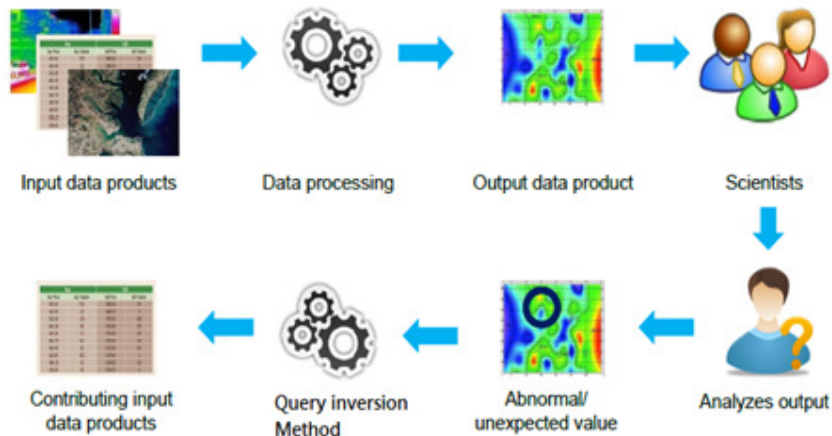 Input data products
Data processing
Output data product
Scientists
Contributing input
data products
Query inversion
Method
Abnormal/
unexpected value
Analyzes output